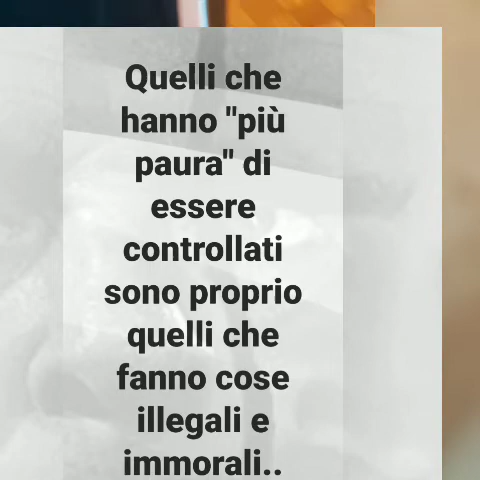 Quelli che
hanno "più
paura" di
essere
controllati
sono proprio
quelli che
fanno cose
illegali e
immorali..